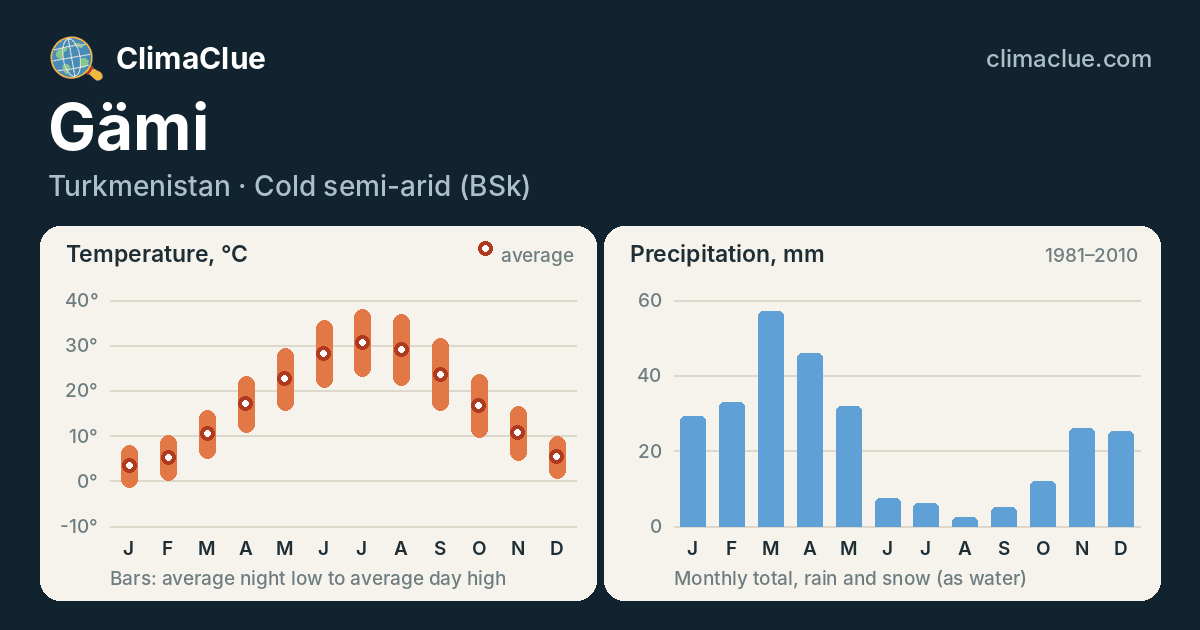 ClimaClue
climaclue.com
Gämi
Turkmenistan · Cold semi-arid (BSk)
Temperature, °C
average
40°
30°
20°
10°
0°
-10°
J F M A M J J A S O N D
Bars: average night low to average day high
Precipitation, mm
1981–2010
60
40
20
0
J F M A M J J A S O N D
Monthly total, rain and snow (as water)